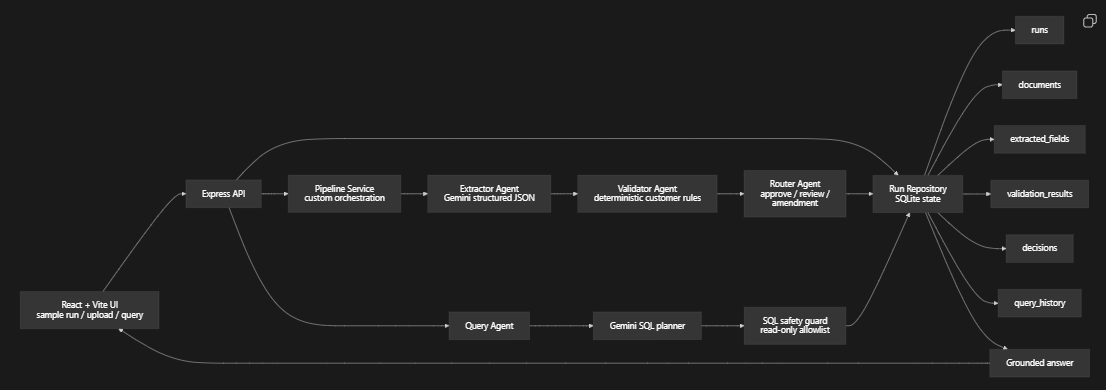 runs
documents
extracted_fields
Express API
Pipeline Service
custom orchestration
Extractor Agent
Gemini structured JSON
Validator Agent
deterministic customer rules
Router Agent
approve / review /
amendment
Run Repository
SQLite state
validation_results
decisions
React + Vite UI
sample run / upload / query
Query Agent
Gemini SQL planner
SQL safety guard
read-only allowlist
query_history
Grounded answer